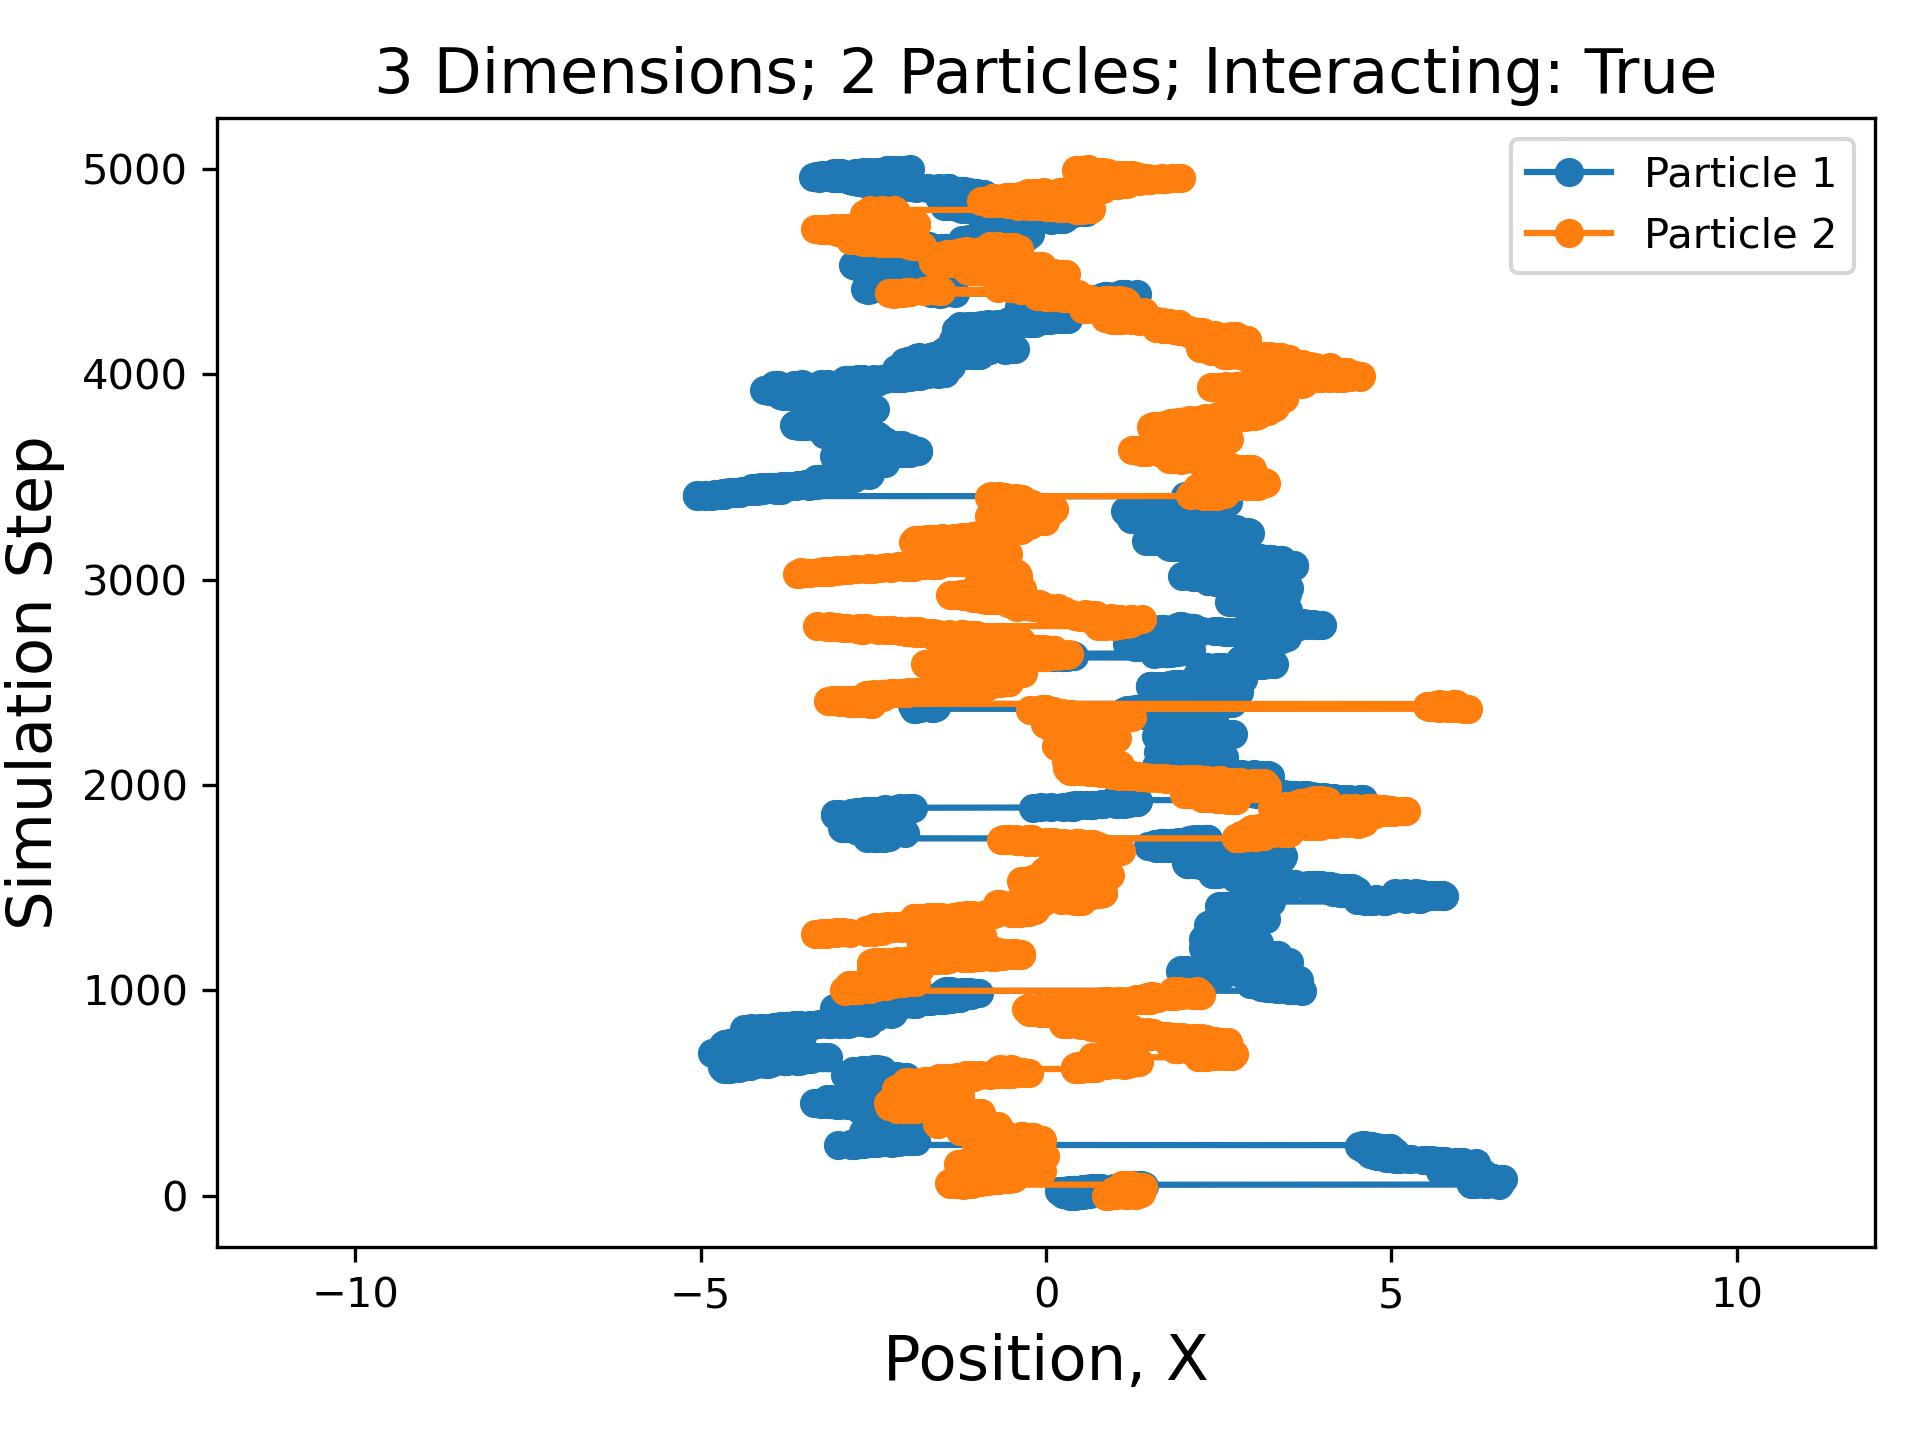 3 Dimensions; 2 Particles; Interacting: True
Particle 1
Particle 2
Simulation Step
5000
4000
3000
2000
1000
0
−10
−5
0
5
10
Position, X